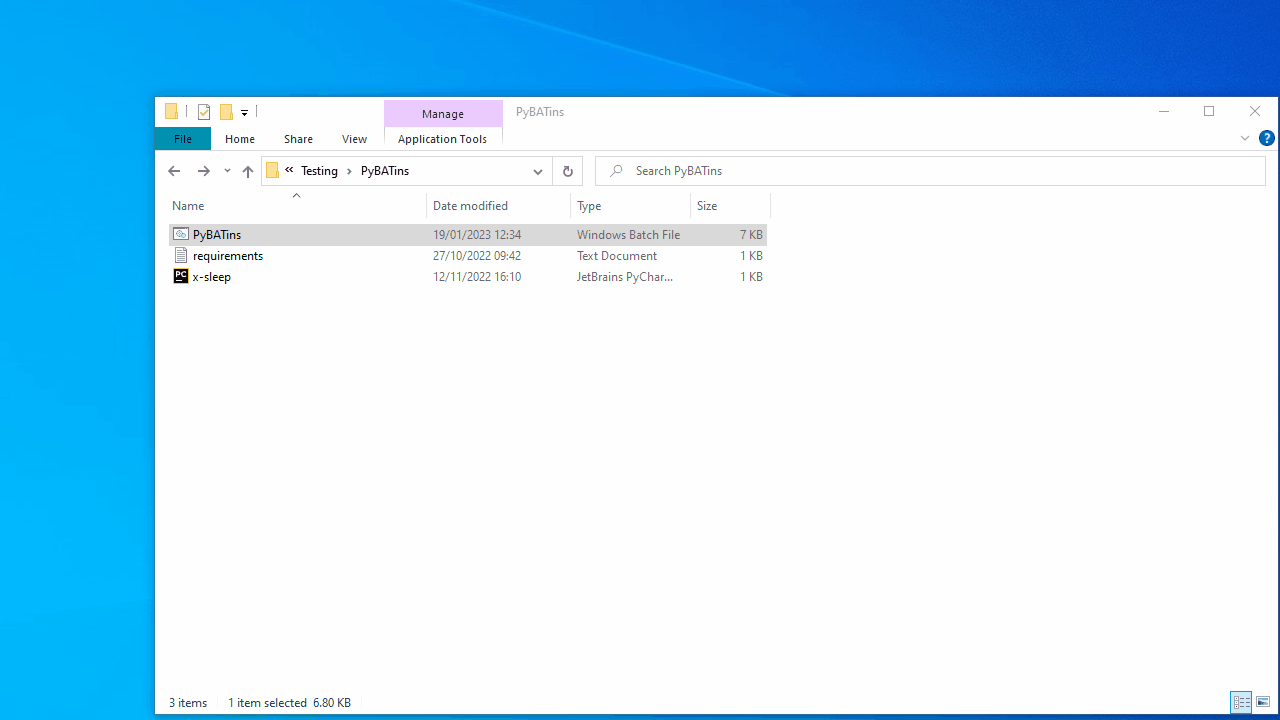 Manage PyBATins
File Home Share View Application Tools ?
« Testing > PyBATins Search PyBATins
Name Date modified Type Size
PyBATins 19/01/2023 12:34 Windows Batch File 7 KB
requirements 27/10/2022 09:42 Text Document 1 KB
PC x-sleep 12/11/2022 16:10 JetBrains PyChar... 1 KB
3 items 1 item selected 6.80 KB